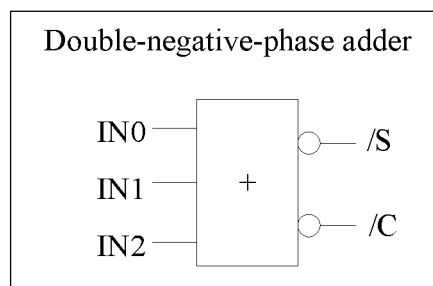 Double-negative-phase adder
IN0
/S
IN1
+
/C
IN2